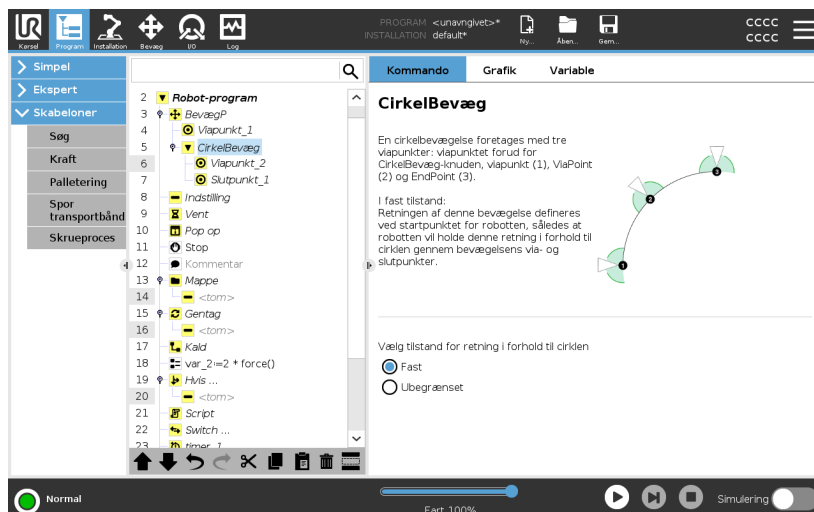 UR
PROGRAM <unavngivet>*
INSTALLATION default*
Kørsel
Program
Installation
Bevæg
I/O
Log
Ny...
Åben...
Gem...
CCCC
CCCC
Simpel
Ekspert
Skabeloner
Søg
Kraft
Palletering
Spor
transportbånd
Skrueproces
2 Robot-program
3 BevægP
4 Viapunkt_1
5 CirkelBevæg
6 Viapunkt_2
7 Slutpunkt_1
8 Indstilling
9 Vent
10 Pop op
11 Stop
12 Kommentar
13 Mappe
14 <tom>
15 Gentag
16 <tom>
17 Kald
18 var_2:=2 * force()
19 Hvis ...
20 <tom>
21 Script
22 Switch ...
23 timer_1
Kommando
Grafik
Variable
CirkelBevæg
En cirkelbevægelse foretages med tre
viapunkter: viapunktet forud for
CirkelBevæg-knuden, viapunkt (1), ViaPoint
(2) og EndPoint (3).
I fast tilstand:
Retningen af denne bevægelse defineres
ved startpunktet for robotten, således at
robotten vil holde denne retning i forhold til
cirklen gennem bevægelsens via- og
slutpunkter.
3
2
1
Vælg tilstand for retning i forhold til cirklen
Fast
Ubegrænset
Normal
Fart 100%
Simulering